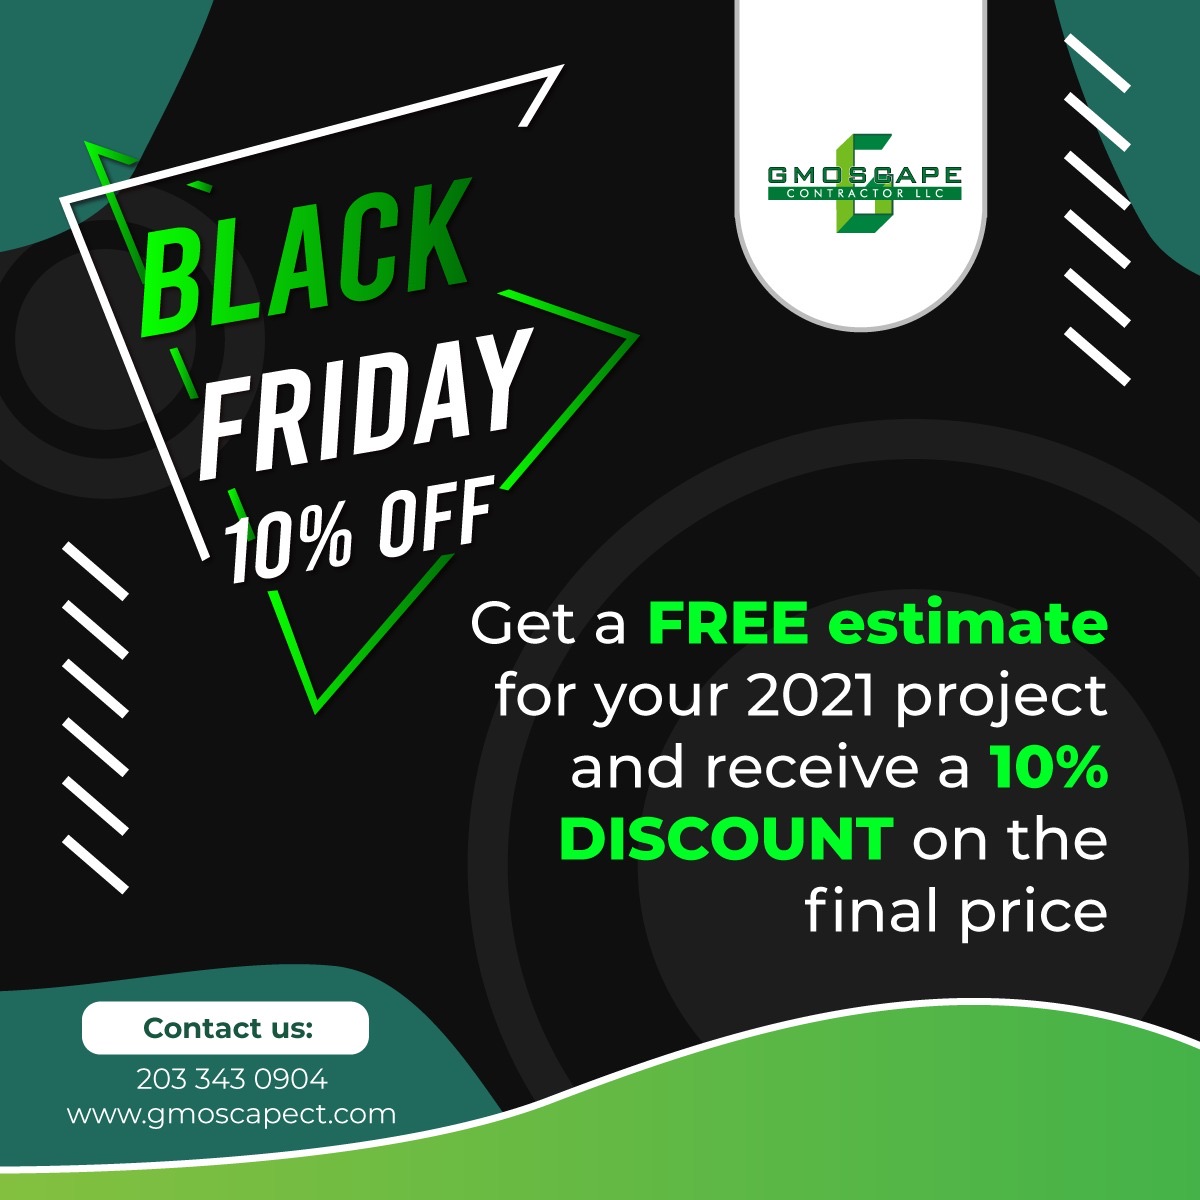 BLACK
FRIDAY
10% OFF
GMOSCAPE
CONTRACTOR LLC
Get a FREE estimate
for your 2021 project
and receive a 10%
DISCOUNT on the
final price
Contact us:
203 343 0904
www.gmoscapect.com